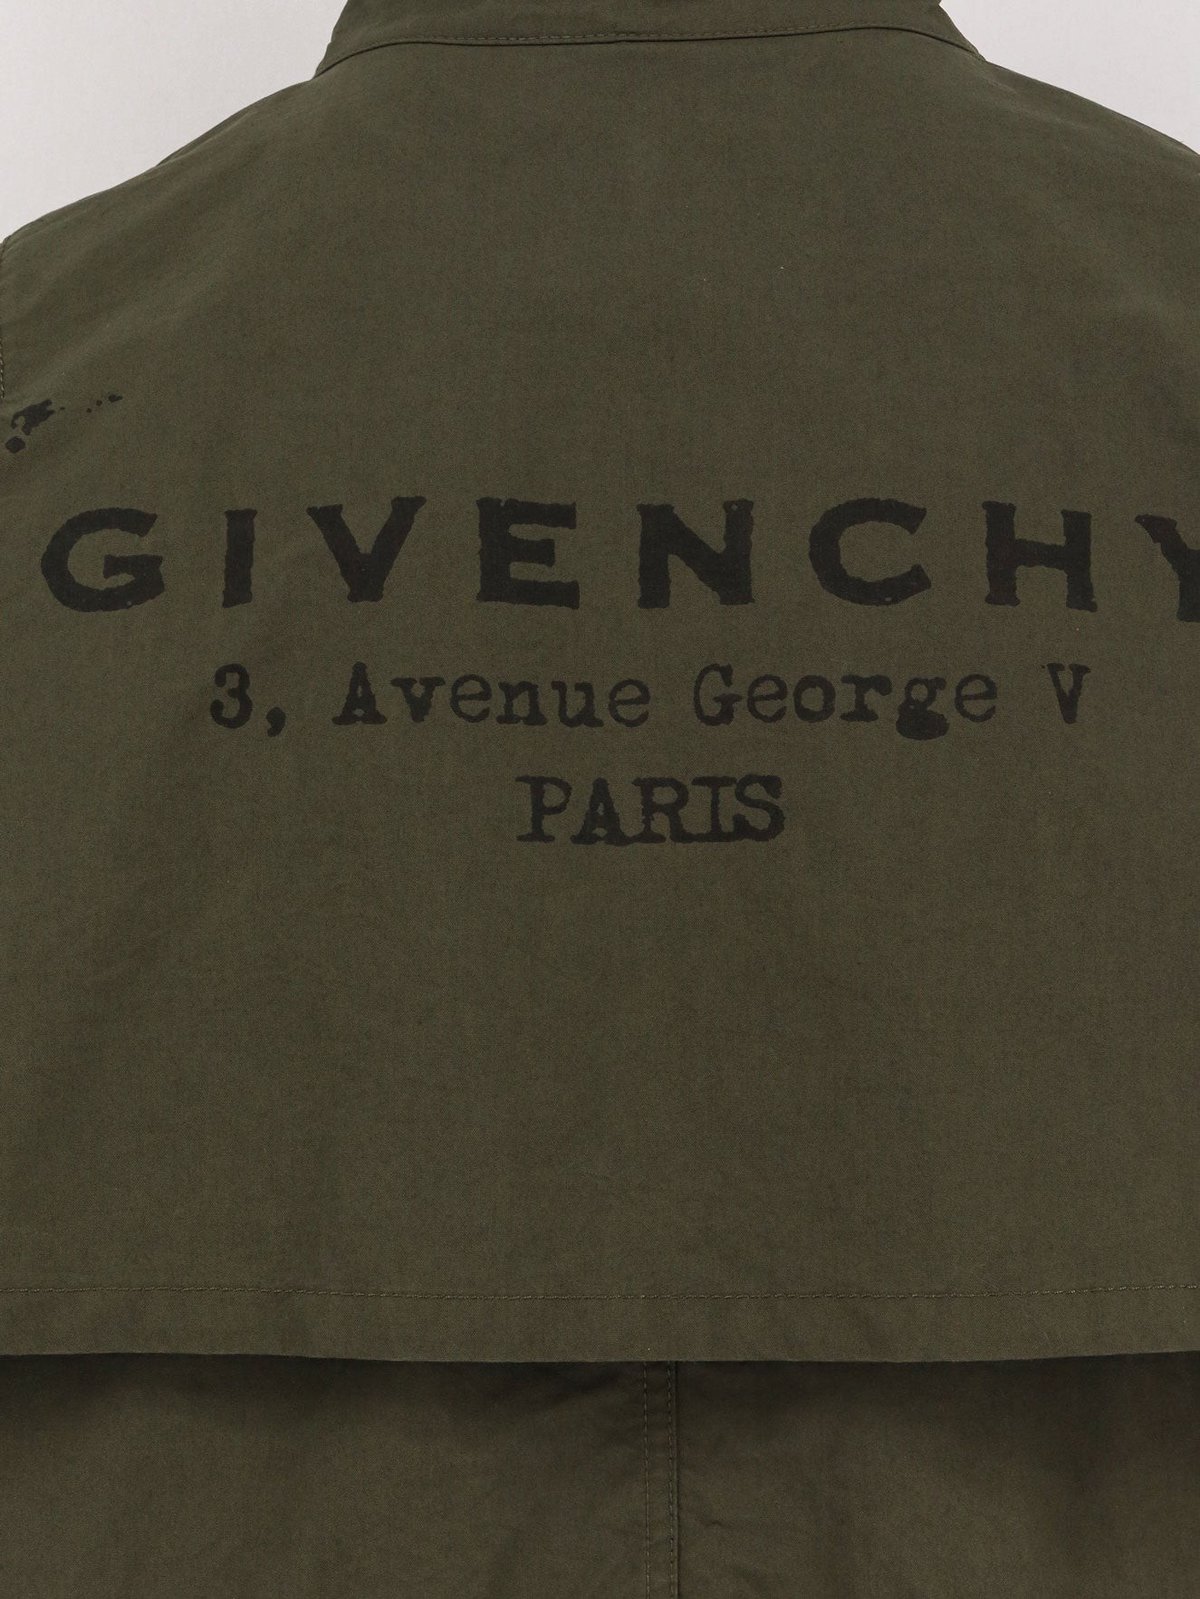 GIVENCHY
3, Avenue George V
PARIS